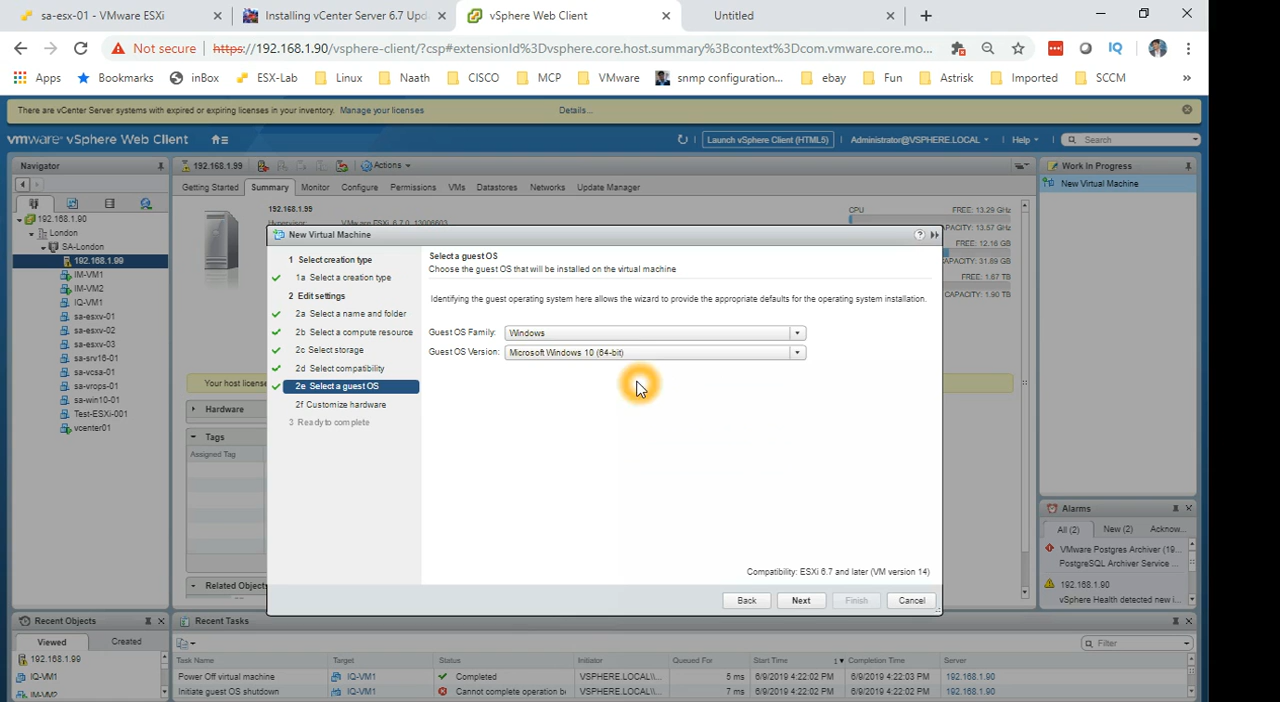 sa-esx-01 - VMware ESXi
Installing vCenter Server 6.7 Upd
vSphere Web Client
Untitled
Not secure https://192.168.1.90/vsphere-client/?csp#extensionId%3Dvsphere.core.host.summary%3Bcontext%3Dcom.vmware.core.mo...
IQ
Apps Bookmarks inBox ESX-Lab Linux Naath CISCO MCP VMware snmp configuration... ebay Fun Astrisk Imported SCCM »
There are vCenter Server systems with expired or expiring licenses in your inventory. Manage your licenses Details...
vmware vSphere Web Client
Launch vSphere Client (HTML5) Administrator@VSPHERE.LOCAL Help Search
Navigator
192.168.1.90
London
SA-London
192.168.1.99
IM-VM1
IM-VM2
IQ-VM1
sa-esxv-01
sa-esxv-02
sa-esxv-03
sa-srv16-01
sa-vcsa-01
sa-vrops-01
sa-win10-01
Test-ESXi-001
vcenter01
192.168.1.99 Actions
Getting Started Summary Monitor Configure Permissions VMs Datastores Networks Update Manager
192.168.1.99
Hypervisor: VMware ESXi, 6.7.0, 13006603
CPU FREE: 13.29 GHz
CAPACITY: 13.57 GHz
FREE: 12.16 GB
CAPACITY: 31.89 GB
FREE: 1.67 TB
CAPACITY: 1.90 TB
Your host license
Hardware
Tags
Assigned Tag
Related Objects
New Virtual Machine
1 Select creation type
1a Select a creation type
2 Edit settings
2a Select a name and folder
2b Select a compute resource
2c Select storage
2d Select compatibility
2e Select a guest OS
2f Customize hardware
3 Ready to complete
Select a guest OS
Choose the guest OS that will be installed on the virtual machine
Identifying the guest operating system here allows the wizard to provide the appropriate defaults for the operating system installation.
Guest OS Family: Windows
Guest OS Version: Microsoft Windows 10 (64-bit)
Compatibility: ESXi 6.7 and later (VM version 14)
Back Next Finish Cancel
Work In Progress
New Virtual Machine
Alarms
All (2) New (2) Acknow...
VMware Postgres Archiver (19...
PostgreSQL Archiver Service ...
192.168.1.90
vSphere Health detected new i...
Recent Objects
Viewed Created
192.168.1.99
IQ-VM1
IM-VM2
Recent Tasks
Filter
Task Name Target Status Initiator Queued For Start Time 1 Completion Time Server
Power Off virtual machine IQ-VM1 Completed VSPHERE.LOCAL\\... 5 ms 6/9/2019 4:22:02 PM 6/9/2019 4:22:03 PM 192.168.1.90
Initiate guest OS shutdown IQ-VM1 Cannot complete operation b VSPHERE.LOCAL\\... 7 ms 6/9/2019 4:22:02 PM 6/9/2019 4:22:02 PM 192.168.1.90